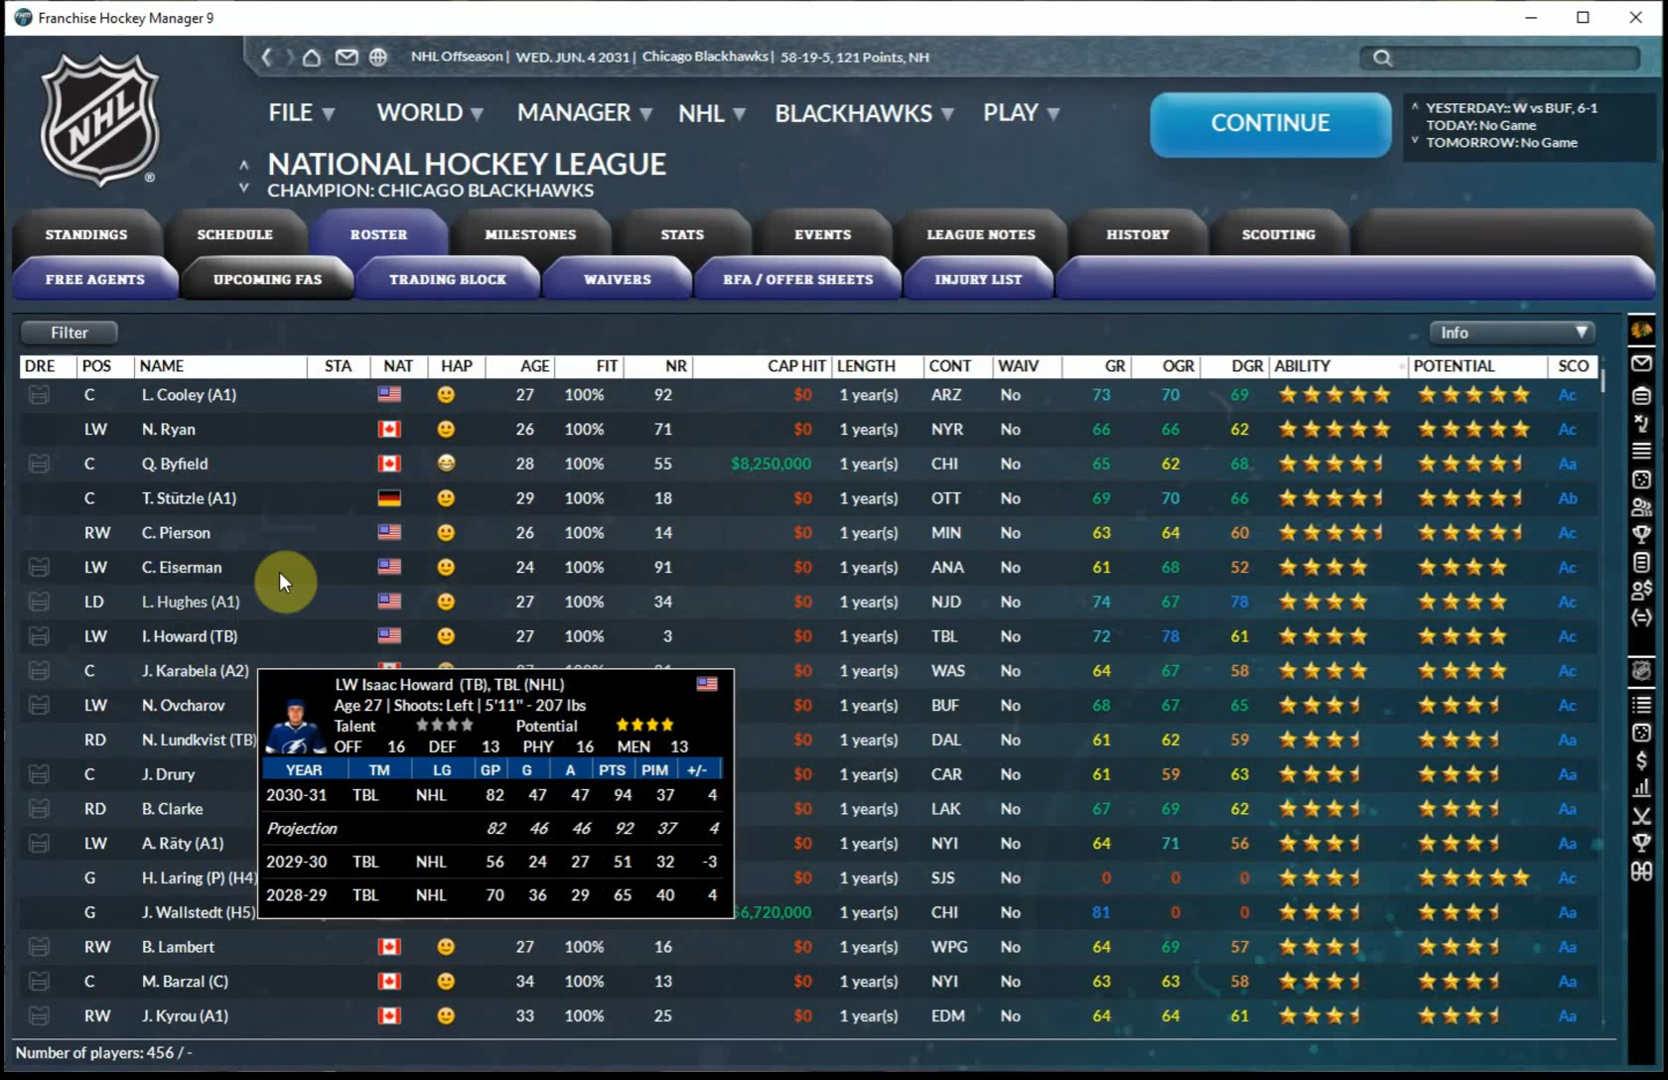 Franchise Hockey Manager 9
NHL Offseason | WED. JUN. 4 2031 | Chicago Blackhawks | 58-19-5, 121 Points, NH
NHL
FILE WORLD MANAGER NHL BLACKHAWKS PLAY
CONTINUE
YESTERDAY:: W vs BUF, 6-1
TODAY: No Game
TOMORROW: No Game
NATIONAL HOCKEY LEAGUE
CHAMPION: CHICAGO BLACKHAWKS
STANDINGS SCHEDULE ROSTER MILESTONES STATS EVENTS LEAGUE NOTES HISTORY SCOUTING
FREE AGENTS UPCOMING FAS TRADING BLOCK WAIVERS RFA / OFFER SHEETS INJURY LIST
Filter Info
DRE POS NAME STA NAT HAP AGE FIT NR CAP HIT LENGTH CONT WAIV GR OGR DGR ABILITY POTENTIAL SCO
C L. Cooley (A1) 27 100% 92 $0 1 year(s) ARZ No 73 70 69 Ac
LW N. Ryan 26 100% 71 $0 1 year(s) NYR No 66 66 62 Ac
C Q. Byfield 28 100% 55 $8,250,000 1 year(s) CHI No 65 62 68 Aa
C T. Stützle (A1) 29 100% 18 $0 1 year(s) OTT No 69 70 66 Ab
RW C. Pierson 26 100% 14 $0 1 year(s) MIN No 63 64 60 Ac
LW C. Eiserman 24 100% 91 $0 1 year(s) ANA No 61 68 52 Ac
LD L. Hughes (A1) 27 100% 34 $0 1 year(s) NJD No 74 67 78 Ac
LW I. Howard (TB) 27 100% 3 $0 1 year(s) TBL No 72 78 61 Ac
C J. Karabela (A2) $0 1 year(s) WAS No 64 67 58 Ac
LW N. Ovcharov $0 1 year(s) BUF No 68 67 65 Ac
RD N. Lundkvist (TB) $0 1 year(s) DAL No 61 62 59 Aa
C J. Drury $0 1 year(s) CAR No 61 59 63 Aa
RD B. Clarke $0 1 year(s) LAK No 67 69 62 Aa
LW A. Räty (A1) $0 1 year(s) NYI No 64 71 56 Aa
G H. Laring (P) (H4) $0 1 year(s) SJS No 0 0 0 Ac
G J. Wallstedt (H5) $6,720,000 1 year(s) CHI No 81 0 0 Aa
RW B. Lambert 27 100% 16 $0 1 year(s) WPG No 64 69 57 Aa
C M. Barzal (C) 34 100% 13 $0 1 year(s) NYI No 63 63 58 Aa
RW J. Kyrou (A1) 33 100% 25 $0 1 year(s) EDM No 64 64 61 Aa
LW Isaac Howard (TB), TBL (NHL)
Age 27 | Shoots: Left | 5'11" - 207 lbs
Talent Potential
OFF 16 DEF 13 PHY 16 MEN 13
YEAR TM LG GP G A PTS PIM +/-
2030-31 TBL NHL 82 47 47 94 37 4
Projection 82 46 46 92 37 4
2029-30 TBL NHL 56 24 27 51 32 -3
2028-29 TBL NHL 70 36 29 65 40 4
Number of players: 456 / -